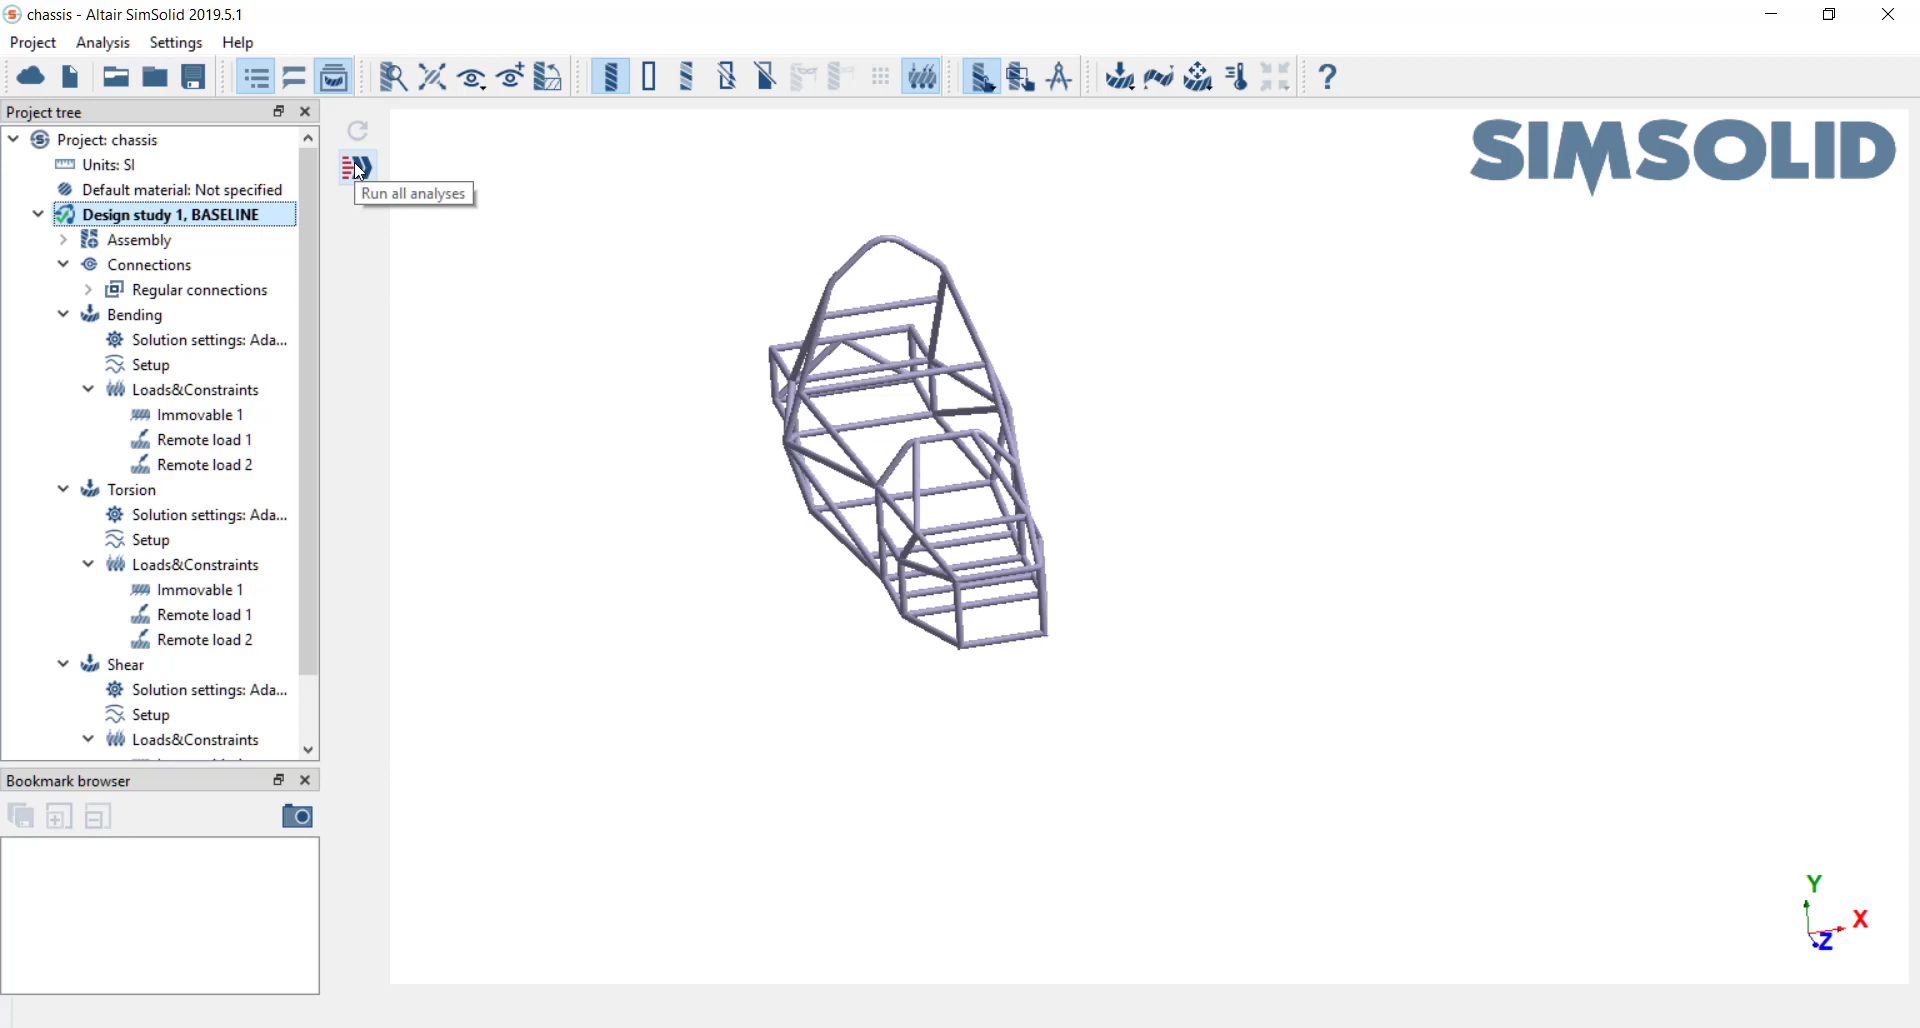 chassis - Altair SimSolid 2019.5.1
Project Analysis Settings Help
Project tree
Project: chassis
Units: SI
Default material: Not specified
Design study 1, BASELINE
Assembly
Connections
Regular connections
Bending
Solution settings: Ada...
Setup
Loads&Constraints
Immovable 1
Remote load 1
Remote load 2
Torsion
Solution settings: Ada...
Setup
Loads&Constraints
Immovable 1
Remote load 1
Remote load 2
Shear
Solution settings: Ada...
Setup
Loads&Constraints
Bookmark browser
Run all analyses
SIMSOLID
Y
X
Z